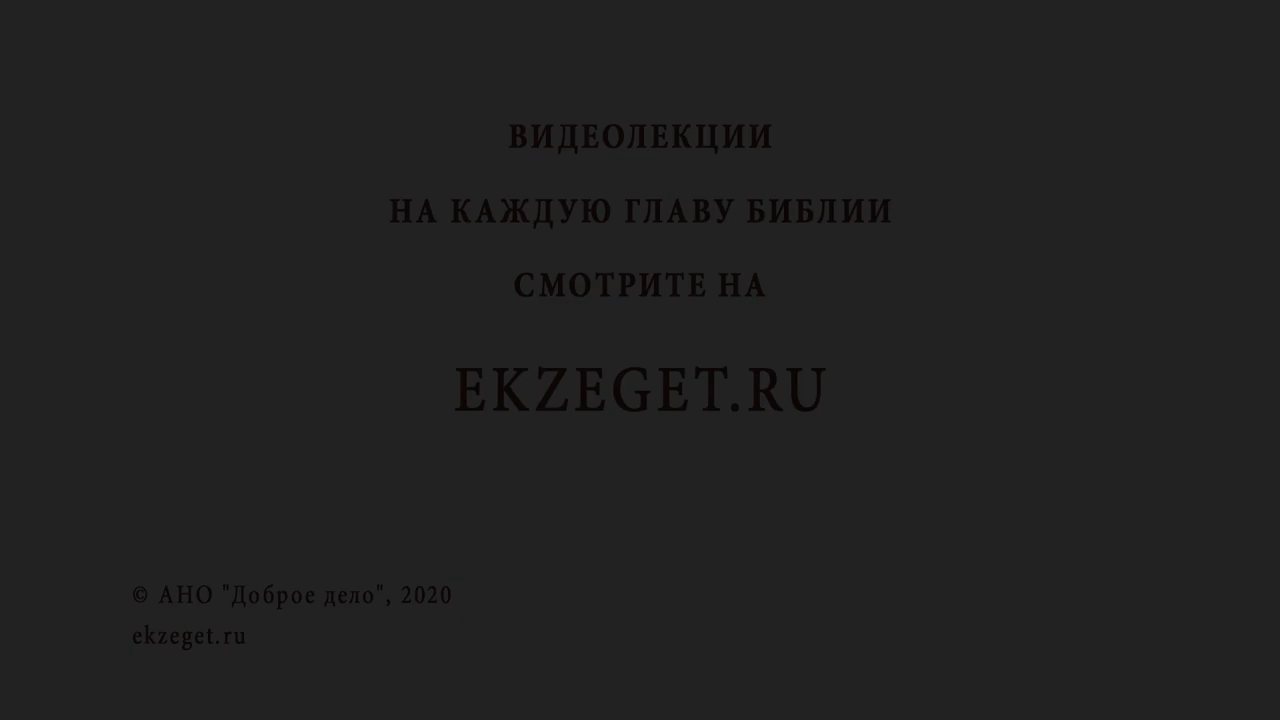 ВИДЕОЛЕКЦИИ
НА КАЖДУЮ ГЛАВУ БИБЛИИ
СМОТРИТЕ НА
EKZEGET.RU
© АНО "Доброе дело", 2020
ekzeget.ru